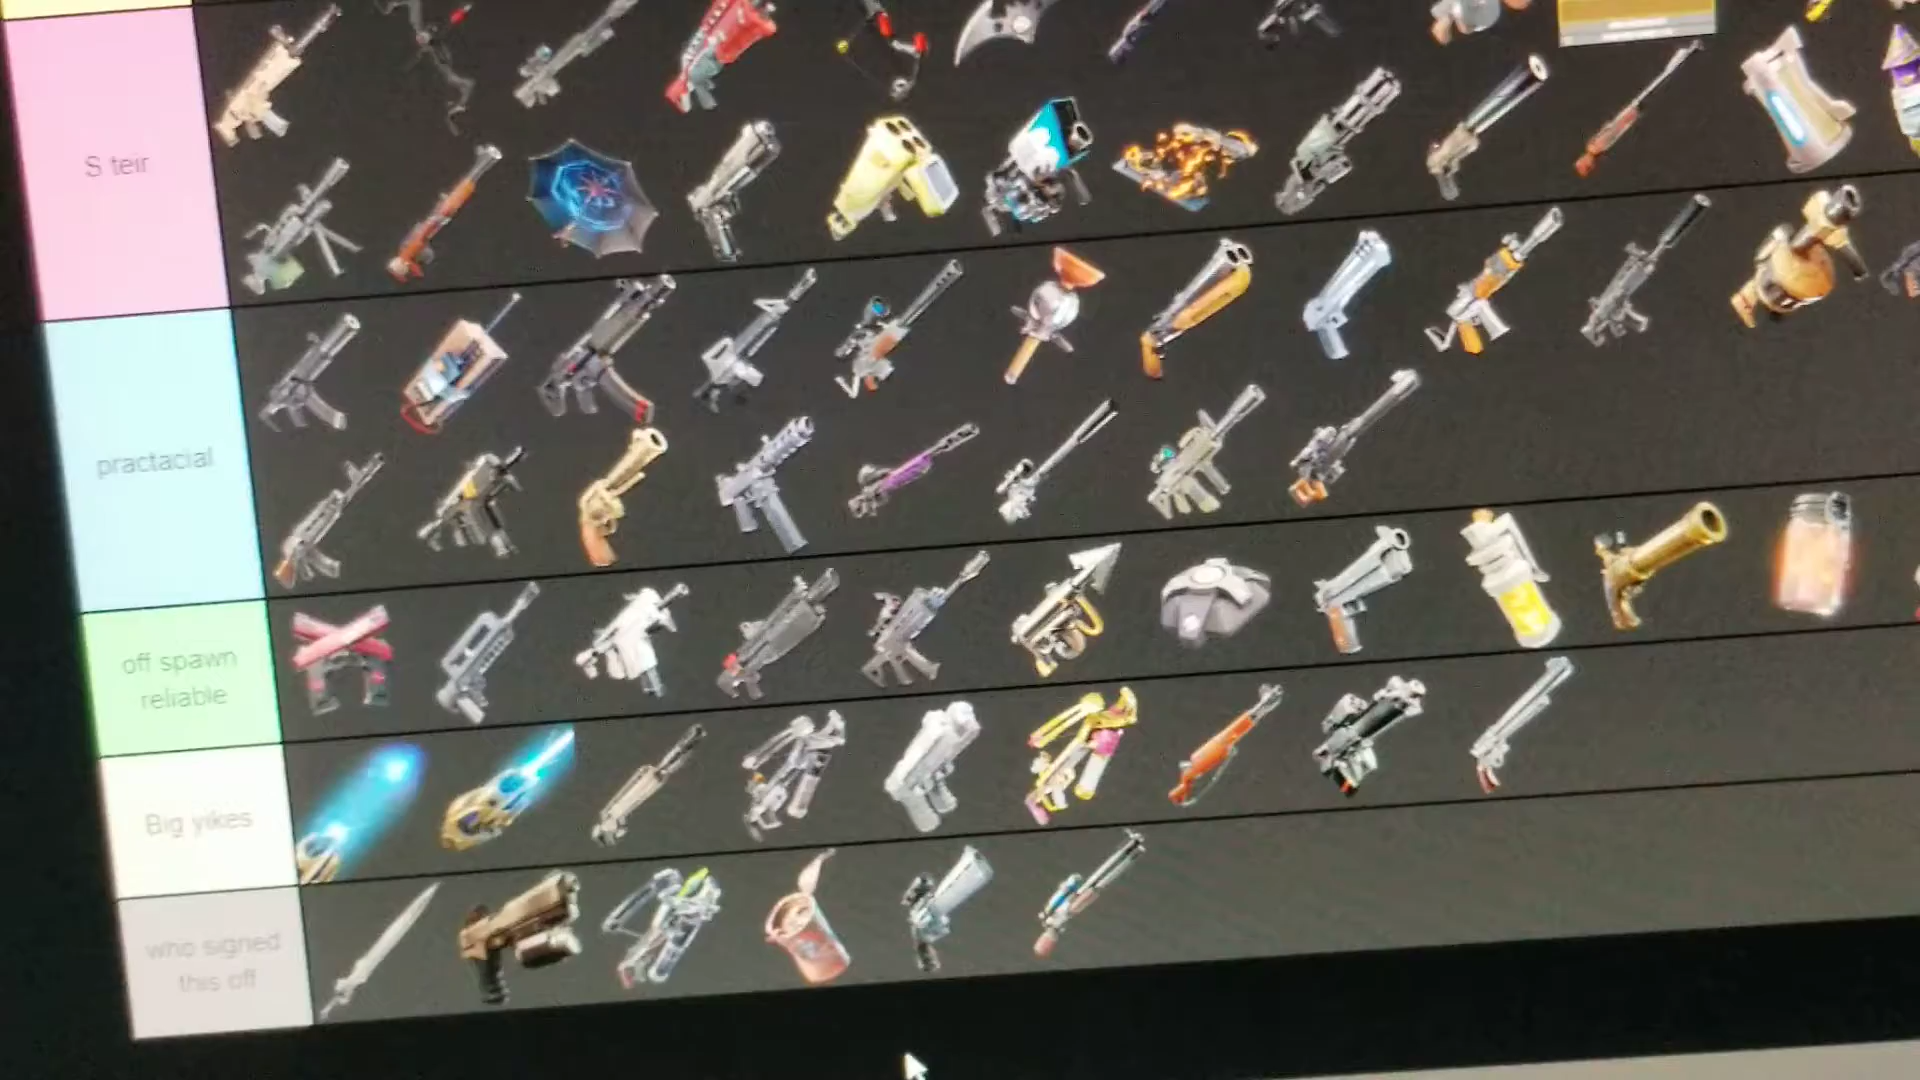 S teir
practacial
off spawn
reliable
Big yikes
who signed
this off